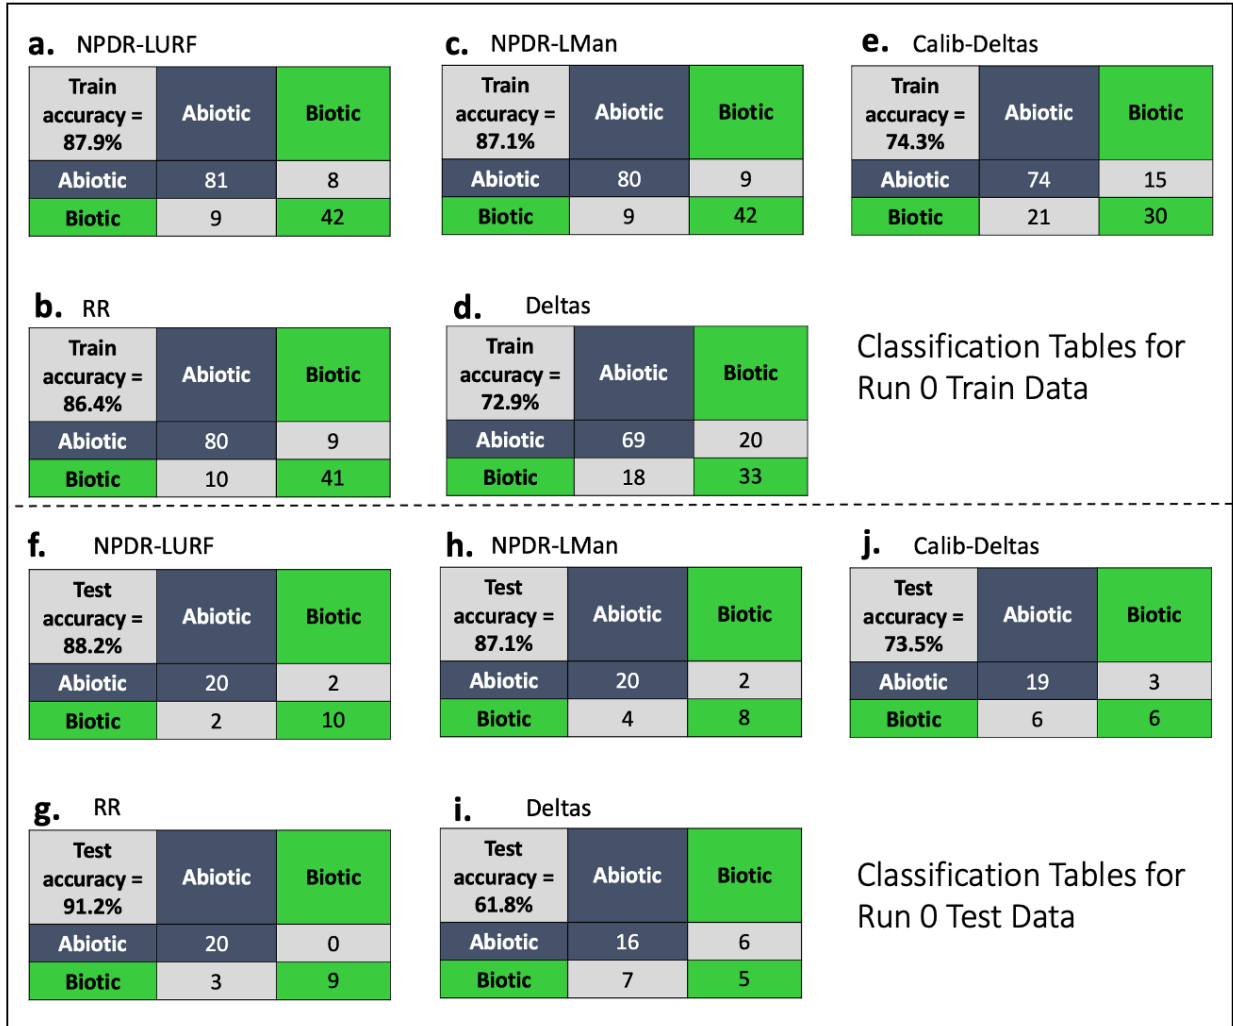 a. NPDR-LURF
Train accuracy = 87.9% Abiotic Biotic
Abiotic 81 8
Biotic 9 42
c. NPDR-LMan
Train accuracy = 87.1% Abiotic Biotic
Abiotic 80 9
Biotic 9 42
e. Calib-Deltas
Train accuracy = 74.3% Abiotic Biotic
Abiotic 74 15
Biotic 21 30
b. RR
Train accuracy = 86.4% Abiotic Biotic
Abiotic 80 9
Biotic 10 41
d. Deltas
Train accuracy = 72.9% Abiotic Biotic
Abiotic 69 20
Biotic 18 33
Classification Tables for
Run 0 Train Data
f. NPDR-LURF
Test accuracy = 88.2% Abiotic Biotic
Abiotic 20 2
Biotic 2 10
h. NPDR-LMan
Test accuracy = 87.1% Abiotic Biotic
Abiotic 20 2
Biotic 4 8
j. Calib-Deltas
Test accuracy = 73.5% Abiotic Biotic
Abiotic 19 3
Biotic 6 6
g. RR
Test accuracy = 91.2% Abiotic Biotic
Abiotic 20 0
Biotic 3 9
i. Deltas
Test accuracy = 61.8% Abiotic Biotic
Abiotic 16 6
Biotic 7 5
Classification Tables for
Run 0 Test Data